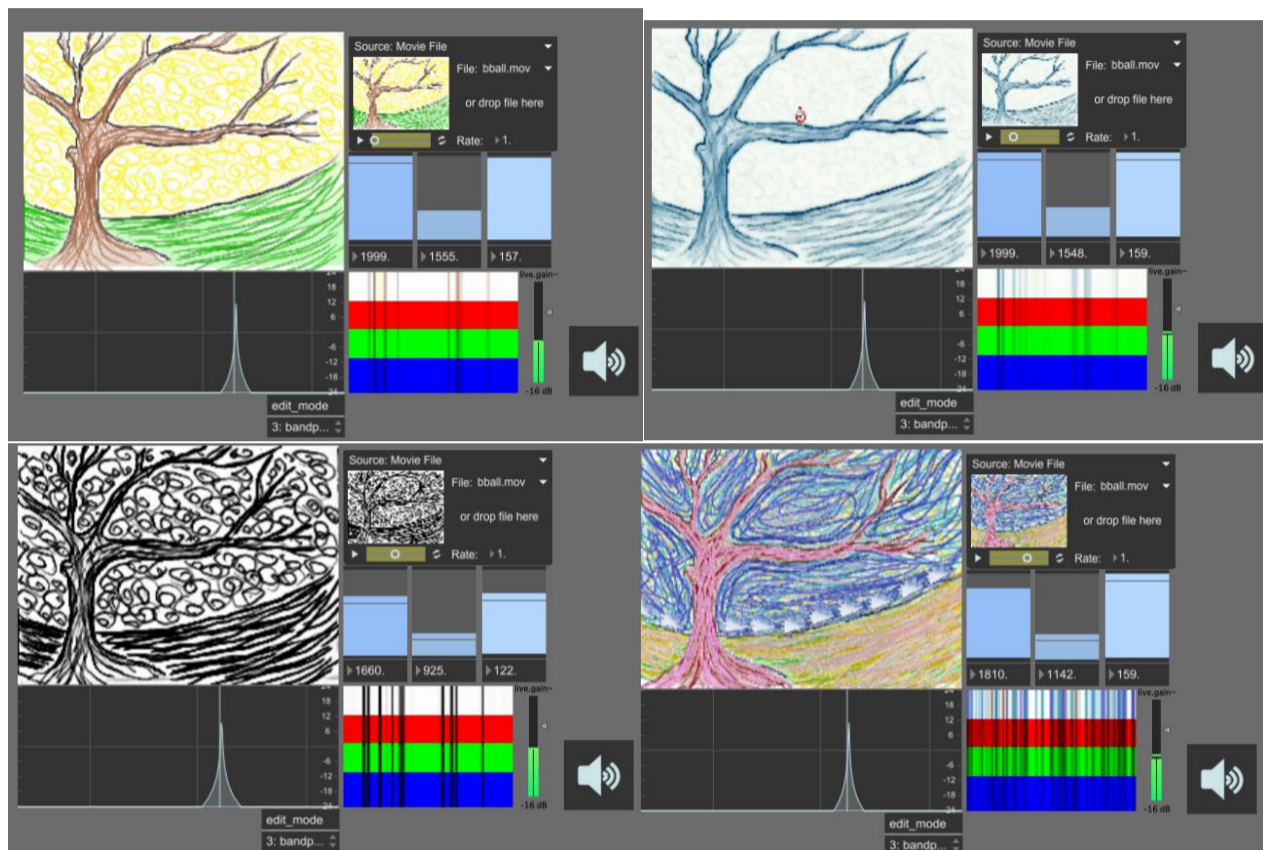 Source: Movie File
File: bball.mov
or drop file here
Rate: 1.
1999. 1555. 157.
24
18
12
6
-6
-12
-18
24
live.gain~
-16 dB
edit_mode
3: bandp...
Source: Movie File
File: bball.mov
or drop file here
Rate: 1.
1999. 1548. 159.
24
18
12
6
-6
-12
-18
24
live.gain~
-16 dB
edit_mode
3: bandp...
Source: Movie File
File: bball.mov
or drop file here
Rate: 1.
1660. 925. 122.
18
12
6
-6
-12
-18
24
live.gain~
-16 dB
edit_mode
3: bandp...
Source: Movie File
File: bball.mov
or drop file here
Rate: 1.
1810. 1142. 159.
18
12
6
-6
-12
-18
24
live.gain~
-16 dB
edit_mode
3: bandp...